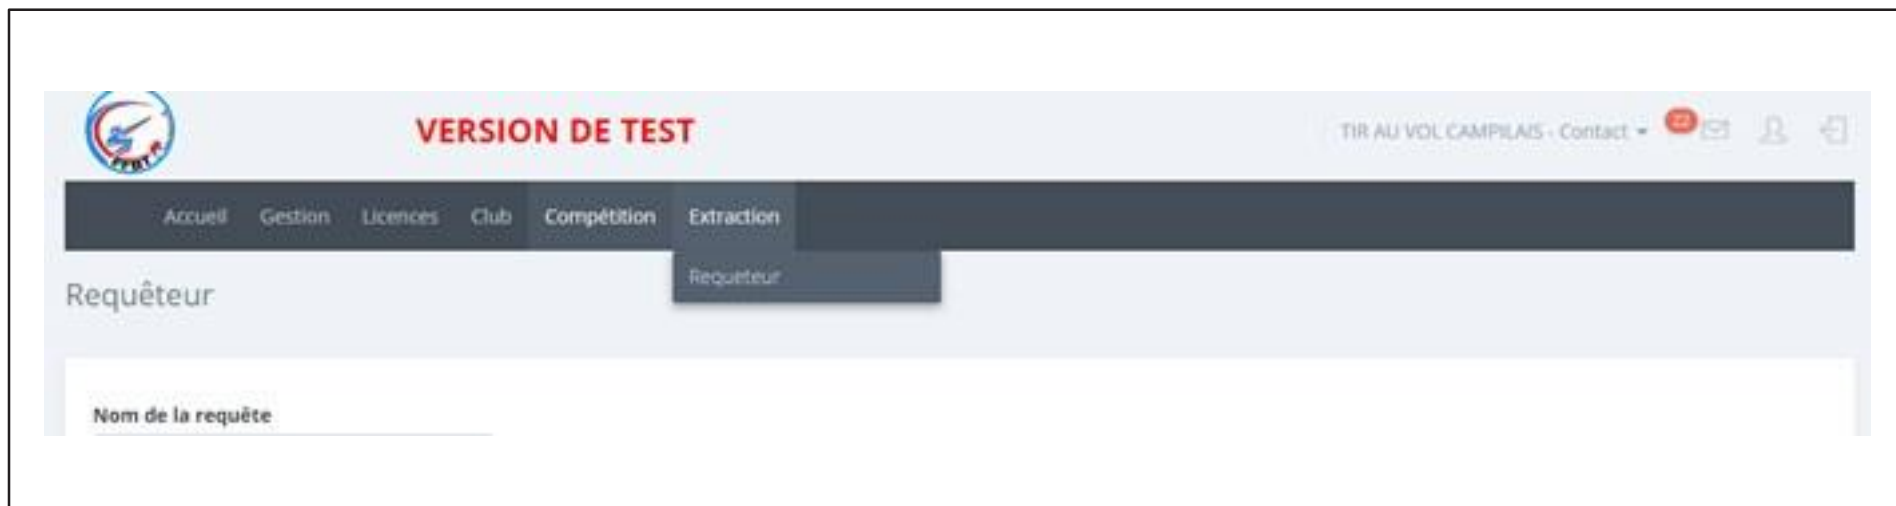 FFBT
VERSION DE TEST
TIR AU VOL CAMPILAIS - Contact
Accueil Gestion Licences Club Compétition Extraction
Requeteur
Requêteur
Nom de la requête